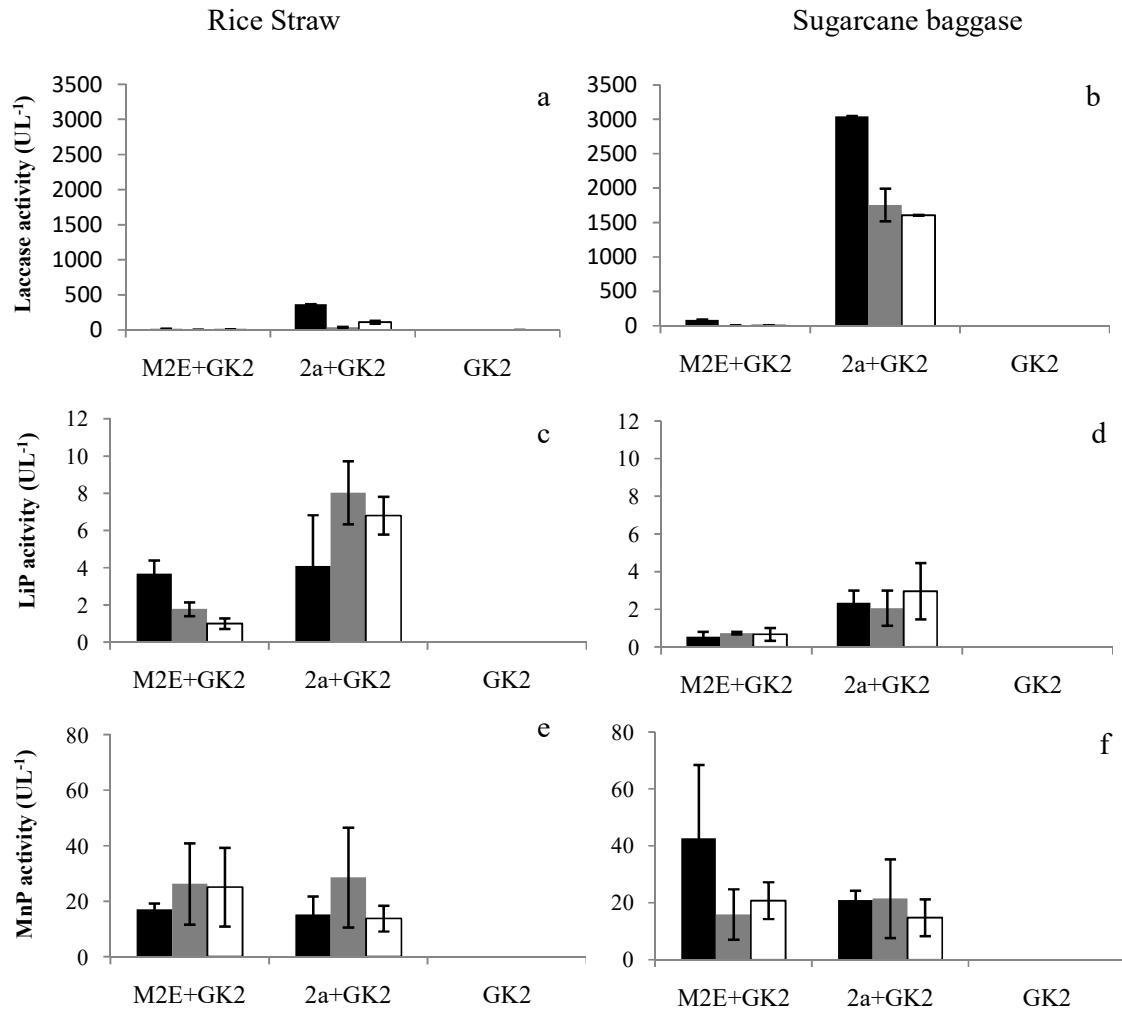 Rice Straw
Sugarcane baggase
Laccase activity (UL-1)
3500
3000
2500
2000
1500
1000
500
0
a
M2E+GK2 2a+GK2 GK2
3500
3000
2500
2000
1500
1000
500
0
b
M2E+GK2 2a+GK2 GK2
LiP acitvity (UL-1)
12
10
8
6
4
2
0
c
M2E+GK2 2a+GK2 GK2
12
10
8
6
4
2
0
d
M2E+GK2 2a+GK2 GK2
MnP activity (UL-1)
80
60
40
20
0
e
M2E+GK2 2a+GK2 GK2
80
60
40
20
0
f
M2E+GK2 2a+GK2 GK2